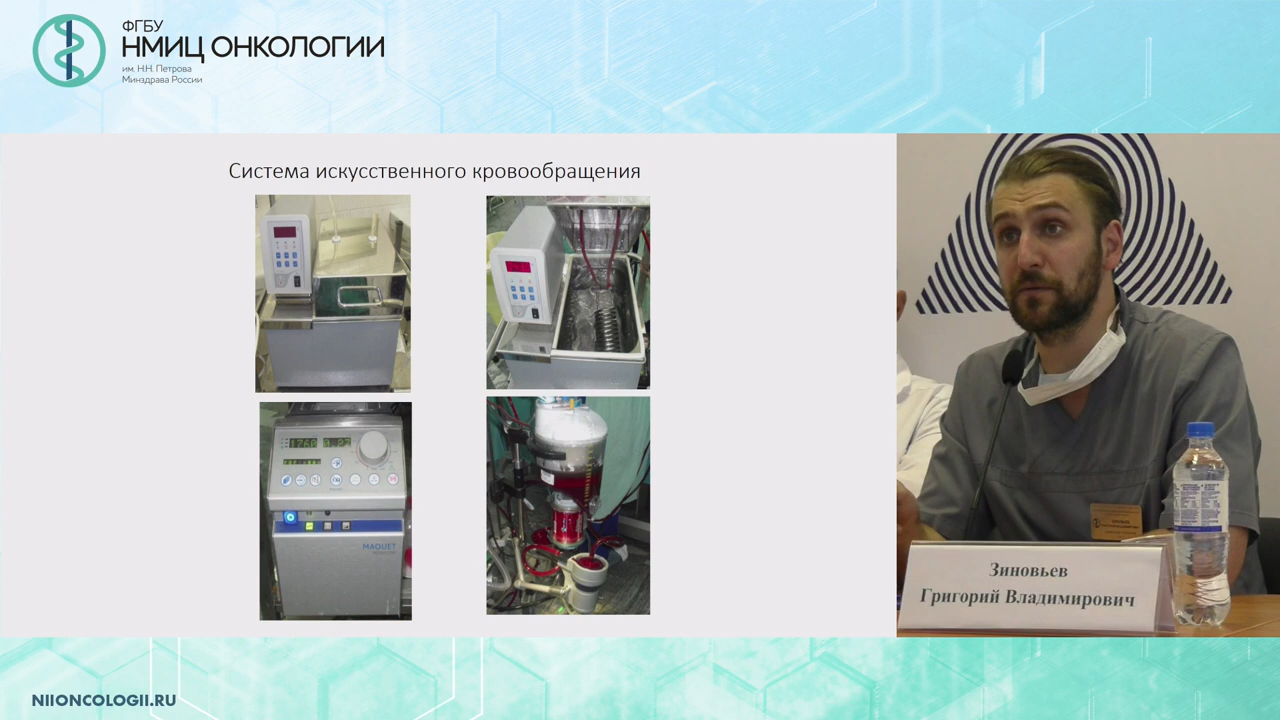 ФГБУ
НМИЦ ОНКОЛОГИИ
им. Н.Н. Петрова
Минздрава России
Система искусственного кровообращения
MAQUET
Зиновьев
Григорий Владимирович
NIIONCOLOGII.RU